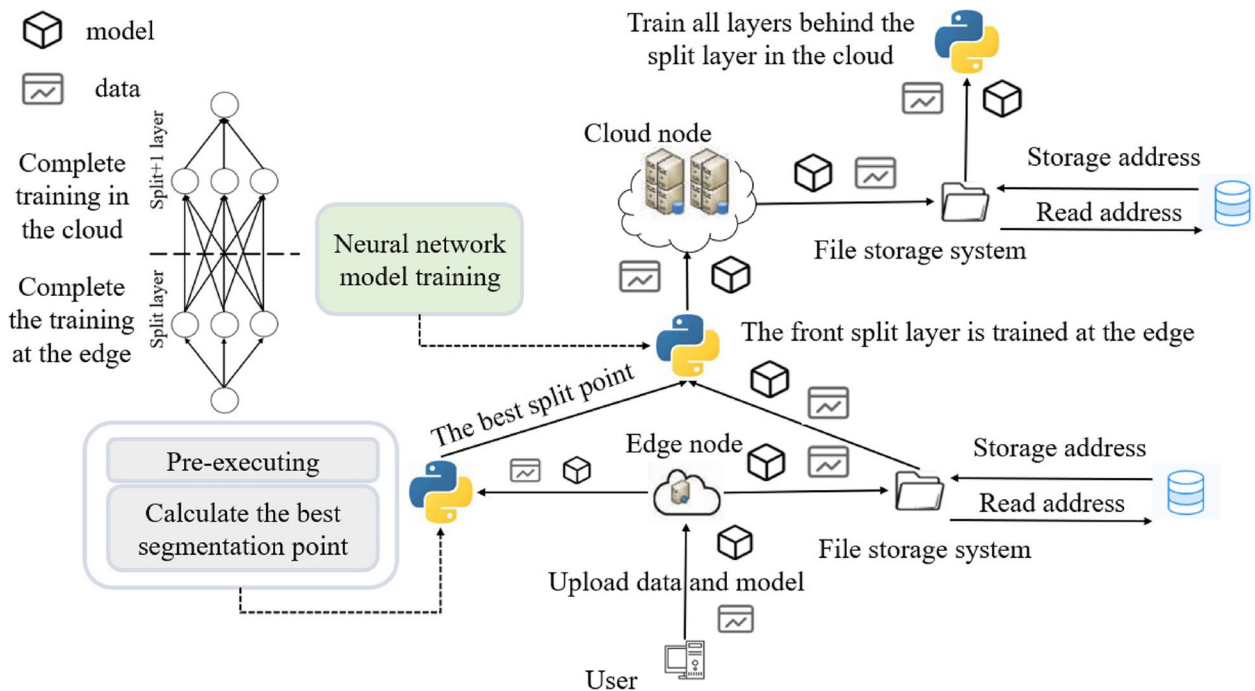 model
data
Complete
training in
the cloud
Split+1 layer
Complete
the training
at the edge
Split layer
Neural network
model training
Pre-executing
Calculate the best
segmentation point
Train all layers behind the
split layer in the cloud
Cloud node
Storage address
Read address
File storage system
The front split layer is trained at the edge
The best split point
Edge node
Storage address
Read address
File storage system
Upload data and model
User